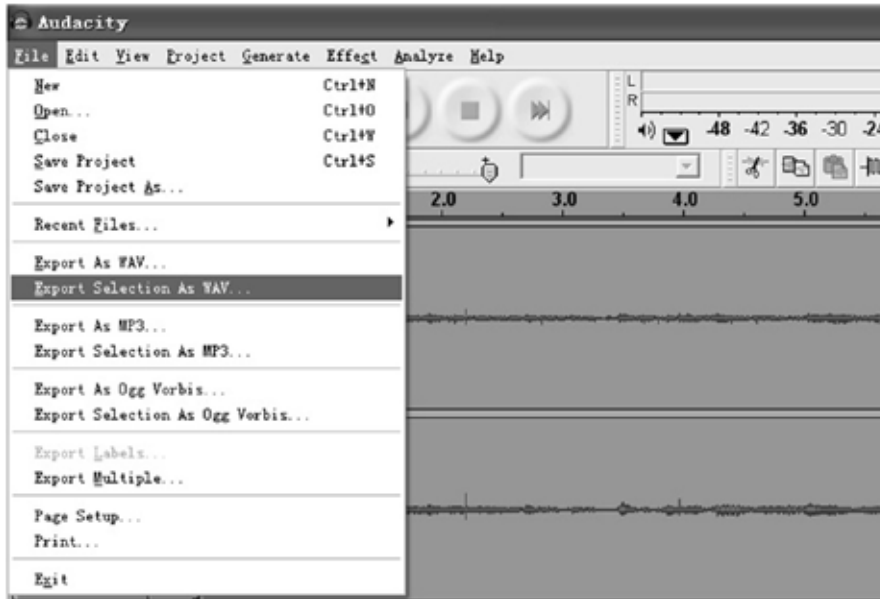 Audacity
File Edit View Project Generate Effect Analyze Help
New Ctrl+N
Open... Ctrl+O
Close Ctrl+W
Save Project Ctrl+S
Save Project As...
Recent Files...
Export As WAV...
Export Selection As WAV...
Export As MP3...
Export Selection As MP3...
Export As Ogg Vorbis...
Export Selection As Ogg Vorbis...
Export Labels...
Export Multiple...
Page Setup...
Print...
Exit
L
R
-48 -42 -36 -30 -24
2.0 3.0 4.0 5.0